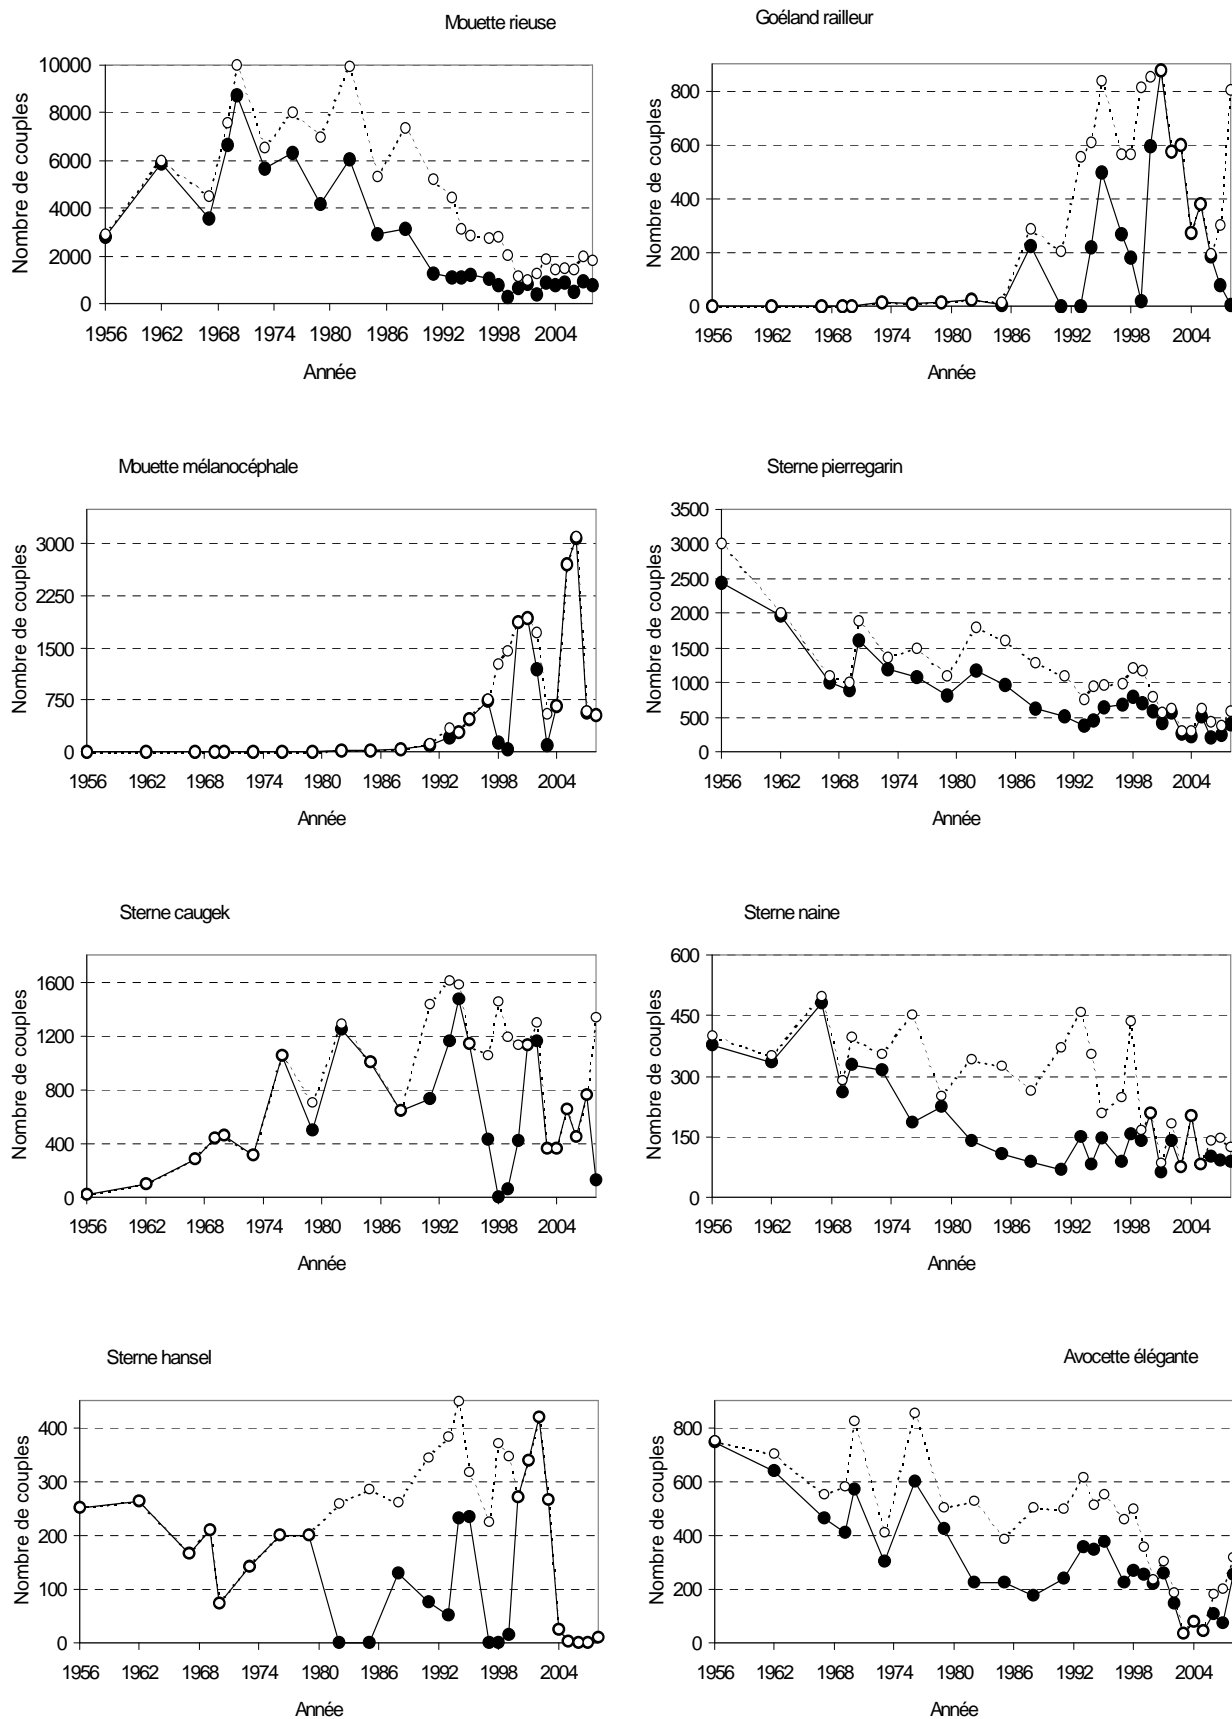 Mouette rieuse
Nombre de couples
10000
8000
6000
4000
2000
0
1956 1962 1968 1974 1980 1986 1992 1998 2004
Année
Goéland railleur
Nombre de couples
800
600
400
200
0
1956 1962 1968 1974 1980 1986 1992 1998 2004
Année
Mouette mélanocéphale
Nombre de couples
3000
2250
1500
750
0
1956 1962 1968 1974 1980 1986 1992 1998 2004
Année
Sterne pierregarin
Nombre de couples
3500
3000
2500
2000
1500
1000
500
0
1956 1962 1968 1974 1980 1986 1992 1998 2004
Année
Sterne caugek
Nombre de couples
1600
1200
800
400
0
1956 1962 1968 1974 1980 1986 1992 1998 2004
Année
Sterne naine
Nombre de couples
600
450
300
150
0
1956 1962 1968 1974 1980 1986 1992 1998 2004
Année
Sterne hansel
Nombre de couples
400
300
200
100
0
1956 1962 1968 1974 1980 1986 1992 1998 2004
Année
Avocette élégante
Nombre de couples
800
600
400
200
0
1956 1962 1968 1974 1980 1986 1992 1998 2004
Année